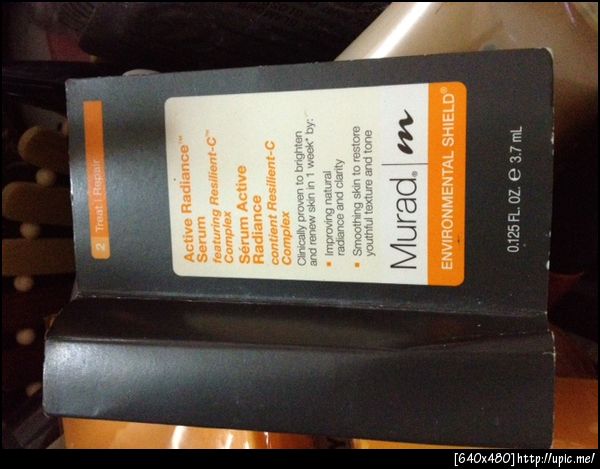 2 Treat | Repair
Active Radiance™
Serum
featuring Resilient-C™
Complex
Sérum Active
Radiance
contient Resilient-C
Complex
Clinically proven to brighten
and renew skin in 1 week* by:
▪ Improving natural
radiance and clarity
▪ Smoothing skin to restore
youthful texture and tone
Murad® m
ENVIRONMENTAL SHIELD®
0.125 FL. OZ. e 3.7 mL
[640x480]http://upic.me/